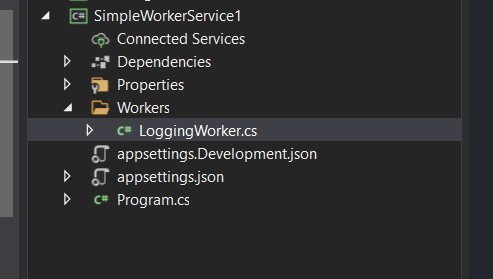 C# SimpleWorkerService1
Connected Services
Dependencies
Properties
Workers
C# LoggingWorker.cs
appsettings.Development.json
appsettings.json
C# Program.cs